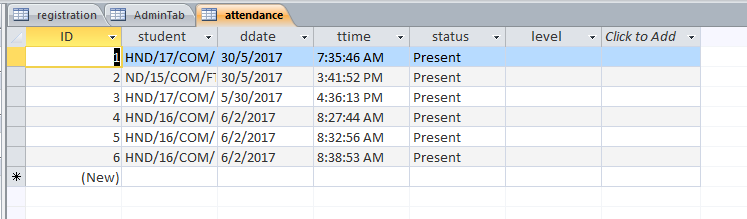 registration AdminTab attendance
ID student ddate ttime status level Click to Add
1 HND/17/COM/ 30/5/2017 7:35:46 AM Present
2 ND/15/COM/FT 30/5/2017 3:41:52 PM Present
3 HND/17/COM/ 5/30/2017 4:36:13 PM Present
4 HND/16/COM/ 6/2/2017 8:27:44 AM Present
5 HND/16/COM/ 6/2/2017 8:32:56 AM Present
6 HND/16/COM/ 6/2/2017 8:38:53 AM Present
(New)